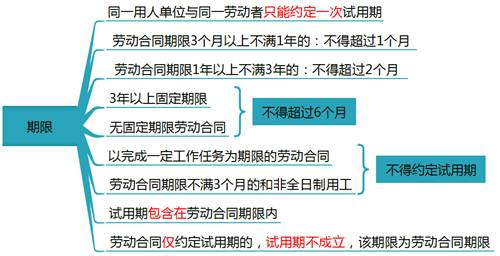 同一用人单位与同一劳动者只能约定一次试用期
劳动合同期限3个月以上不满1年的：不得超过1个月
劳动合同期限1年以上不满3年的：不得超过2个月
3年以上固定期限
不得超过6个月
无固定期限劳动合同
期限
以完成一定工作任务为期限的劳动合同
不得约定试用期
劳动合同期限不满3个月的和非全日制用工
试用期包含在劳动合同期限内
劳动合同仅约定试用期的，试用期不成立，该期限为劳动合同期限